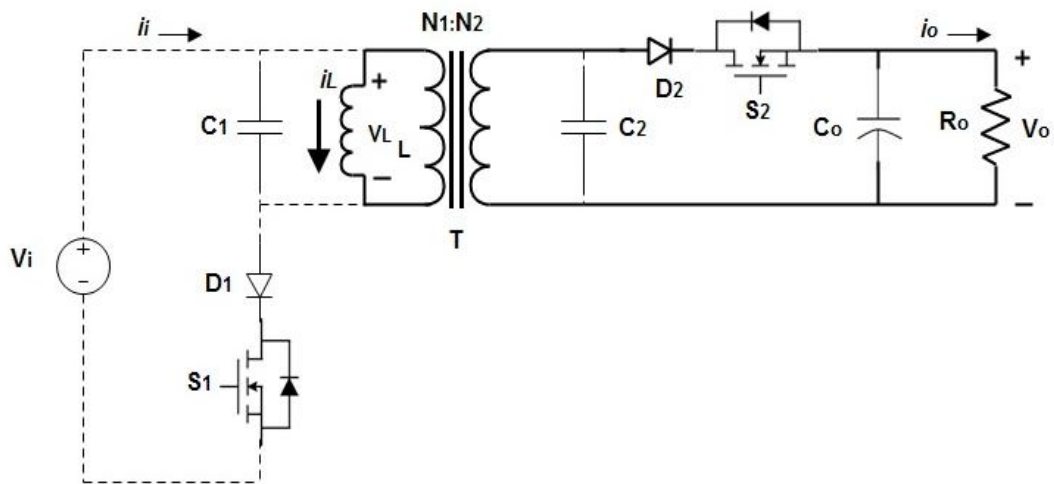 ii
N1:N2
io
iL
+
D2
S2
+
C1
VL
L
C2
Co
Ro
Vo
−
T
−
Vi
+
−
D1
S1